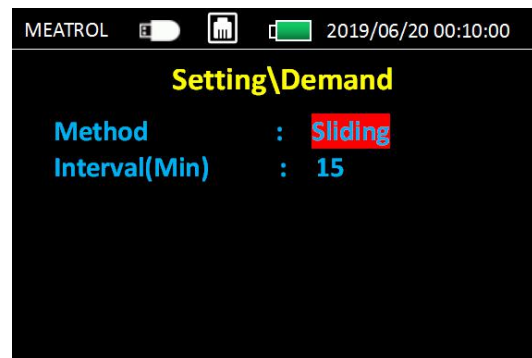 MEATROL 2019/06/20 00:10:00
Setting\Demand
Method : Sliding
Interval(Min) : 15